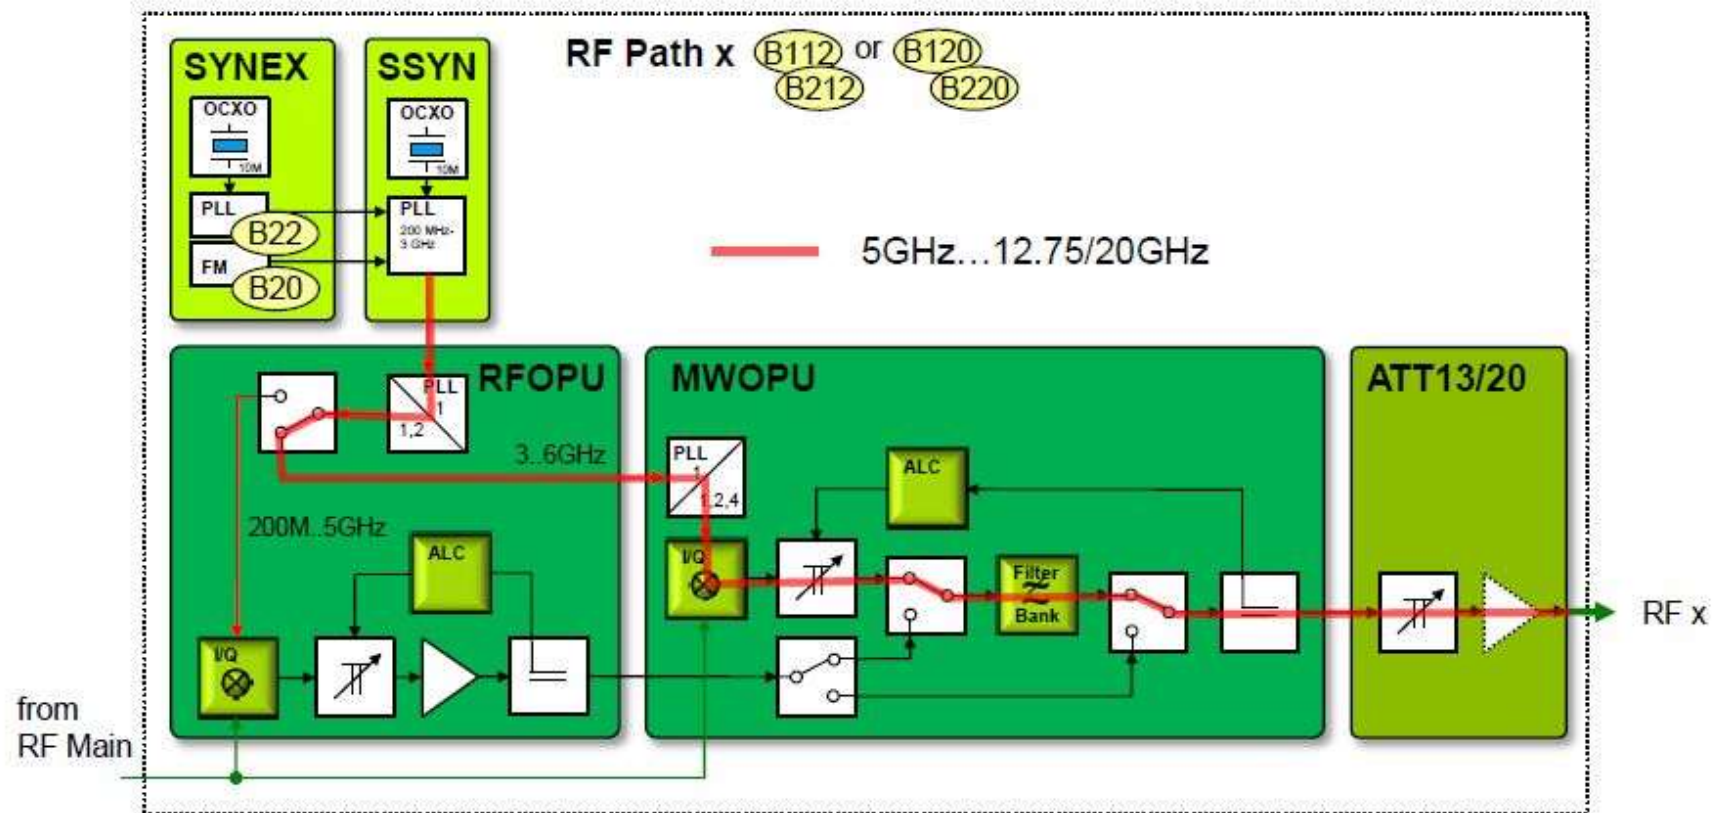 RF Path x B112 or B120
B212 B220
SYNEX
OCXO
10M
PLL
B22
FM
B20
SSYN
OCXO
10M
PLL
200 MHz-
3 GHz
5GHz...12.75/20GHz
RFOPU
PLL
1
1,2
3..6GHz
200M..5GHz
ALC
I/Q
MWOPU
PLL
1
1,2,4
ALC
I/Q
Filter
Bank
ATT13/20
RF x
from
RF Main